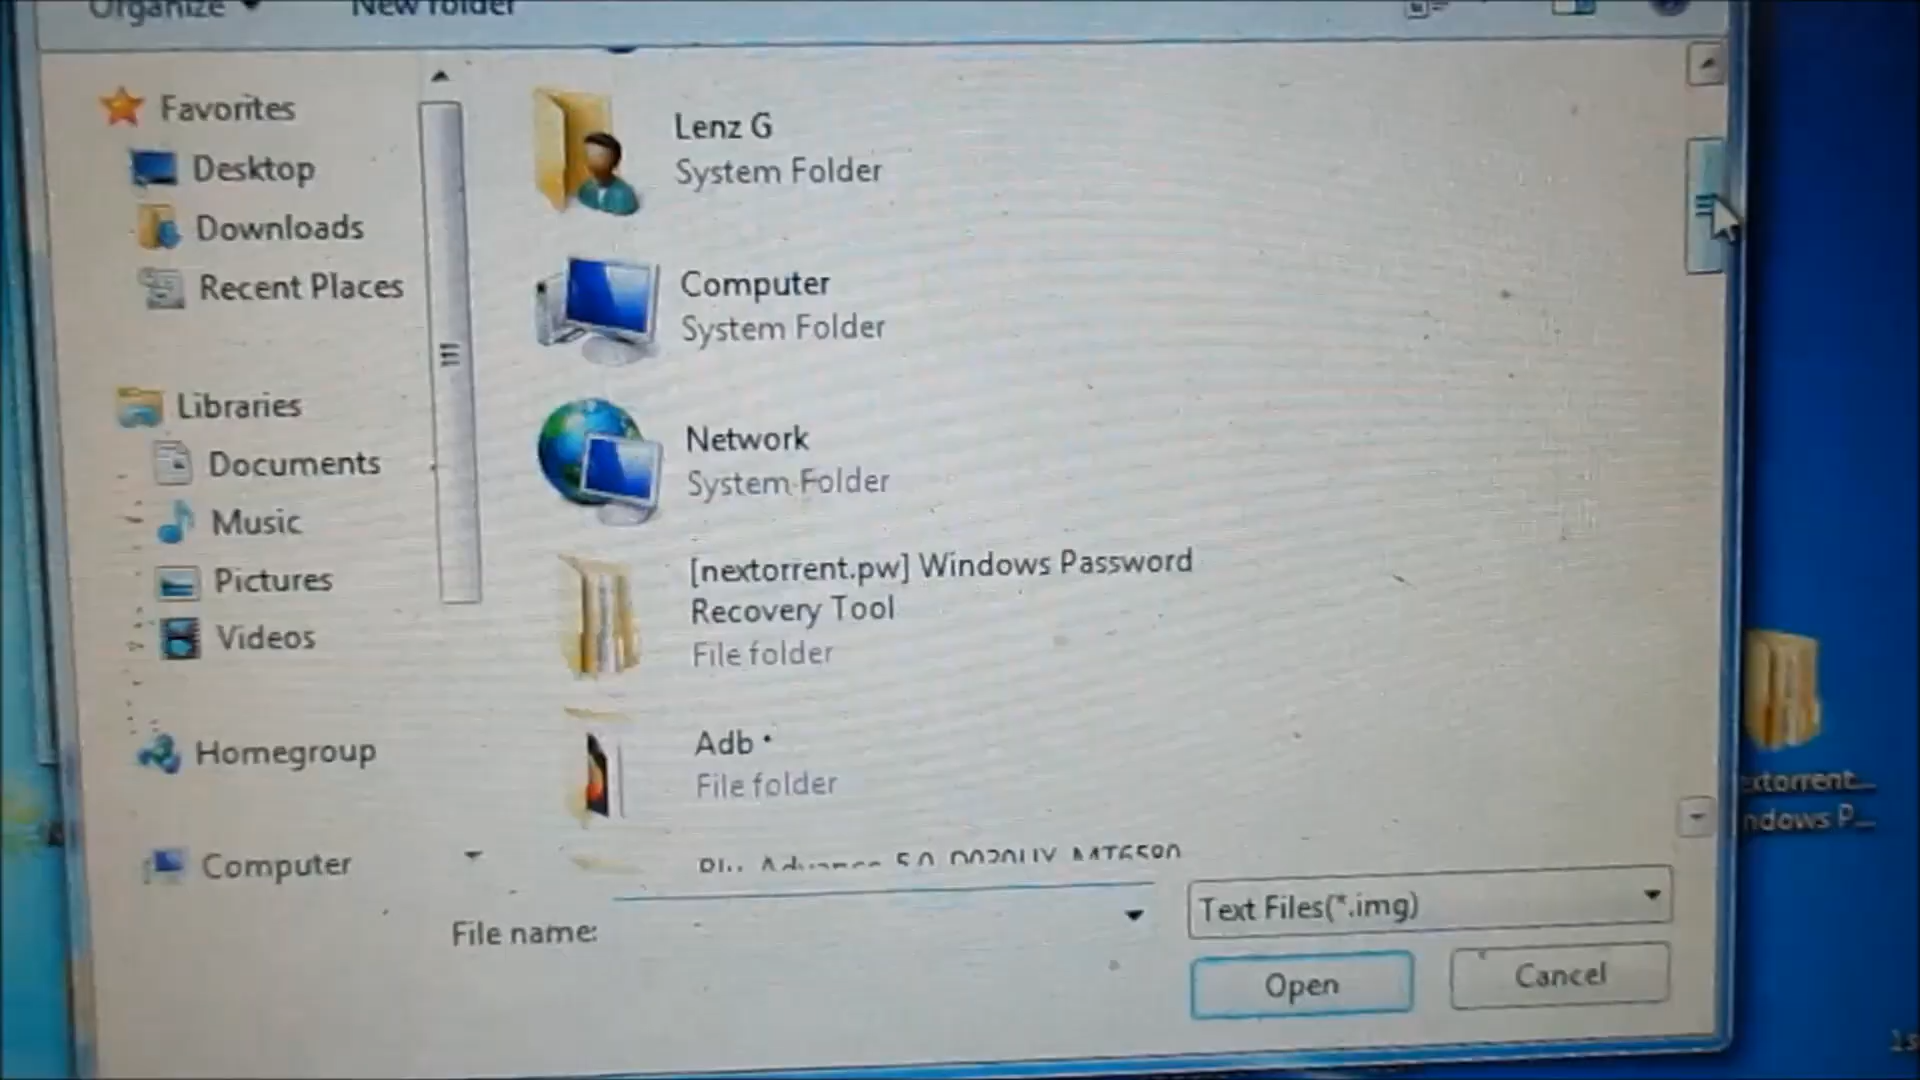 Organize
New folder
Favorites
Desktop
Downloads
Recent Places
Libraries
Documents
Music
Pictures
Videos
Homegroup
Computer
Lenz G
System Folder
Computer
System Folder
Network
System Folder
[nextorrent.pw] Windows Password
Recovery Tool
File folder
Adb
File folder
File name:
Text Files(*.img)
Open
Cancel
extorrent...
ndows P...